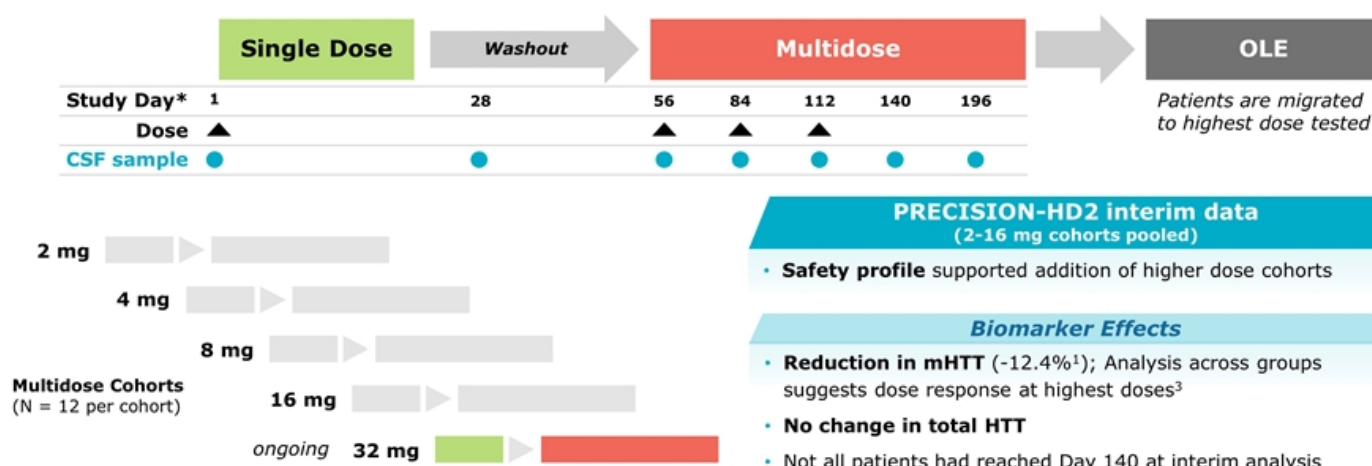 Single Dose
Washout
Multidose
OLE
Study Day* 1 28 56 84 112 140 196
Dose
CSF sample
Patients are migrated
to highest dose tested
PRECISION-HD2 interim data
(2-16 mg cohorts pooled)
• Safety profile supported addition of higher dose cohorts
Biomarker Effects
• Reduction in mHTT (-12.4%¹); Analysis across groups
suggests dose response at highest doses³
• No change in total HTT
• Not all patients had reached Day 140 at interim analysis
2 mg
4 mg
8 mg
Multidose Cohorts
(N = 12 per cohort)
16 mg
ongoing 32 mg